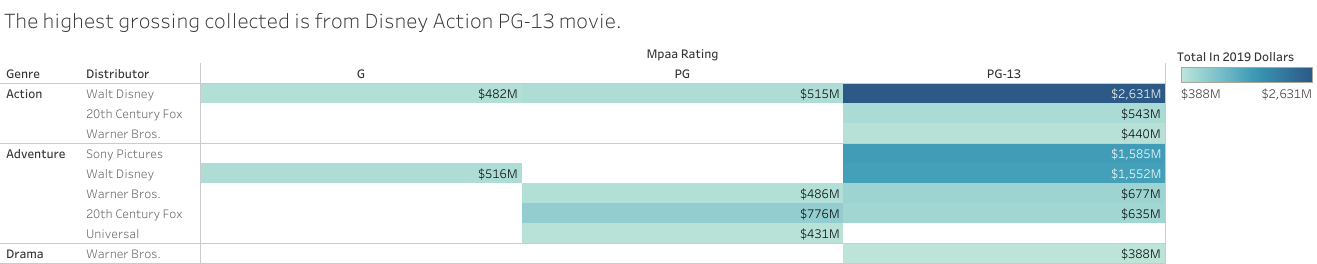 The highest grossing collected is from Disney Action PG-13 movie.
Mpaa Rating
Genre Distributor G PG PG-13
Action Walt Disney $482M $515M $2,631M
20th Century Fox $543M
Warner Bros. $440M
Adventure Sony Pictures $1,585M
Walt Disney $516M $1,552M
Warner Bros. $486M $677M
20th Century Fox $776M $635M
Universal $431M
Drama Warner Bros. $388M
Total In 2019 Dollars
$388M $2,631M